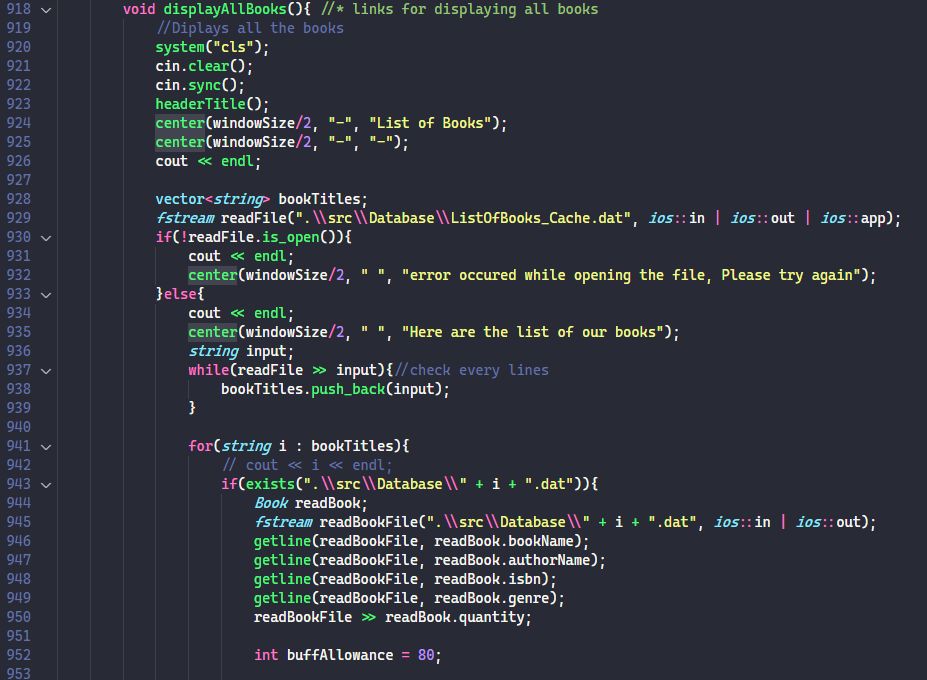 918 void displayAllBooks(){ //* links for displaying all books
919 //Diplays all the books
920 system("cls");
921 cin.clear();
922 cin.sync();
923 headerTitle();
924 center(windowSize/2, "-", "List of Books");
925 center(windowSize/2, "-", "-");
926 cout << endl;
927
928 vector<string> bookTitles;
929 fstream readFile(".\\src\\Database\\ListOfBooks_Cache.dat", ios::in | ios::out | ios::app);
930 if(!readFile.is_open()){
931 cout << endl;
932 center(windowSize/2, " ", "error occured while opening the file, Please try again");
933 }else{
934 cout << endl;
935 center(windowSize/2, " ", "Here are the list of our books");
936 string input;
937 while(readFile >> input){//check every lines
938 bookTitles.push_back(input);
939 }
940
941 for(string i : bookTitles){
942 // cout << i << endl;
943 if(exists(".\\src\\Database\\" + i + ".dat")){
944 Book readBook;
945 fstream readBookFile(".\\src\\Database\\" + i + ".dat", ios::in | ios::out);
946 getline(readBookFile, readBook.bookName);
947 getline(readBookFile, readBook.authorName);
948 getline(readBookFile, readBook.isbn);
949 getline(readBookFile, readBook.genre);
950 readBookFile >> readBook.quantity;
951
952 int buffAllowance = 80;
953